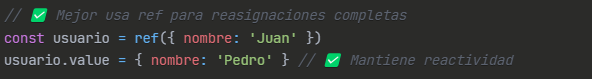 // ✅ Mejor usa ref para reasignaciones completas
const usuario = ref({ nombre: 'Juan' })
usuario.value = { nombre: 'Pedro' } // ✅ Mantiene reactividad